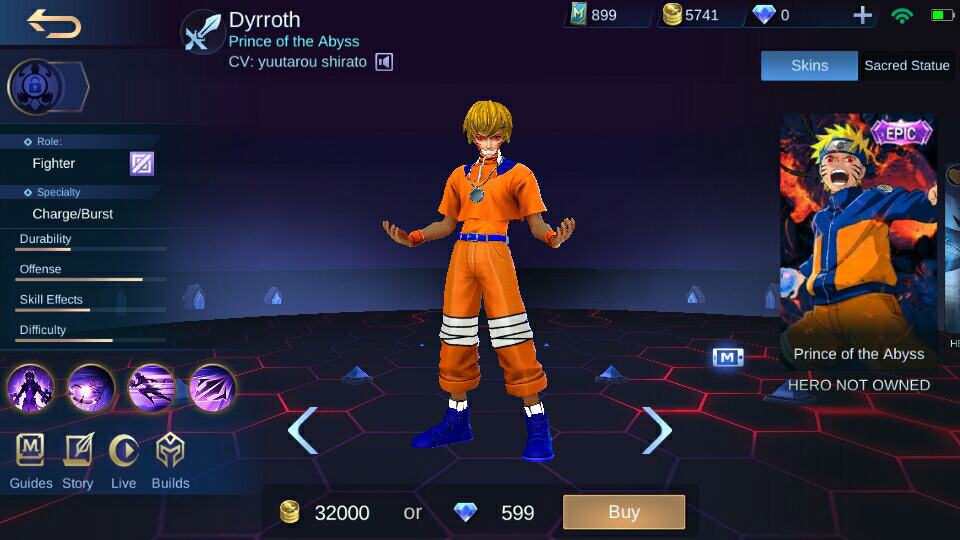 Dyrroth
Prince of the Abyss
CV: yuutarou shirato
899
5741
0
Skins
Sacred Statue
Role:
Fighter
Specialty
Charge/Burst
Durability
Offense
Skill Effects
Difficulty
EPIC
M
Prince of the Abyss
HERO NOT OWNED
Guides
Story
Live
Builds
32000
or
599
Buy